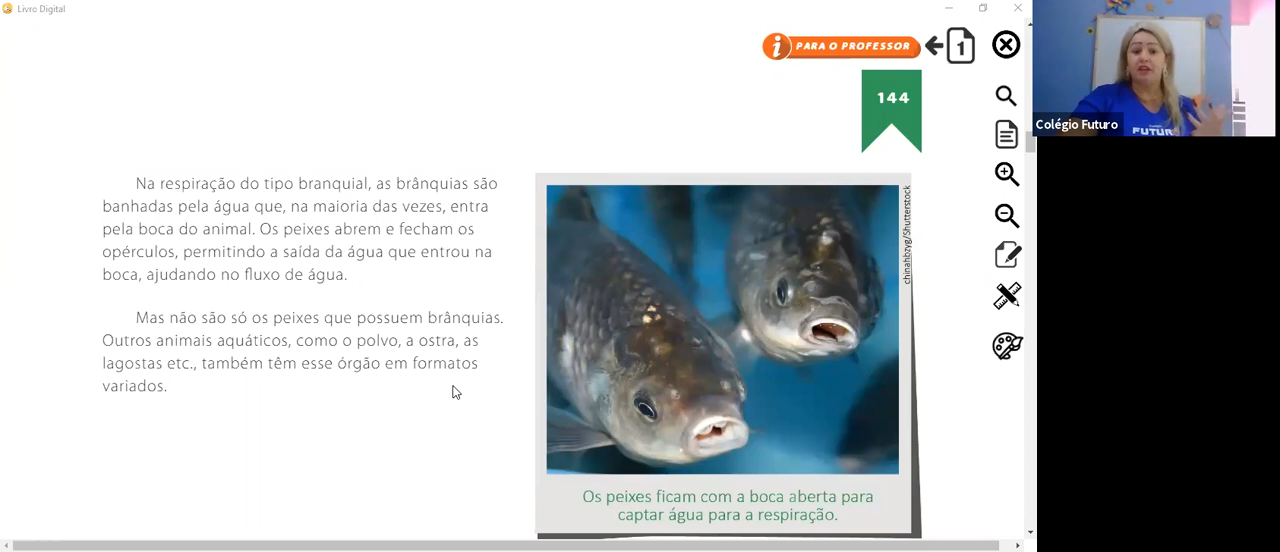 Livro Digital
PARA O PROFESSOR
1
144
Na respiração do tipo branquial, as brânquias são
banhadas pela água que, na maioria das vezes, entra
pela boca do animal. Os peixes abrem e fecham os
opérculos, permitindo a saída da água que entrou na
boca, ajudando no fluxo de água.
Mas não são só os peixes que possuem brânquias.
Outros animais aquáticos, como o polvo, a ostra, as
lagostas etc., também têm esse órgão em formatos
variados.
chinahbzyg/Shutterstock
Os peixes ficam com a boca aberta para
captar água para a respiração.
Colégio Futuro